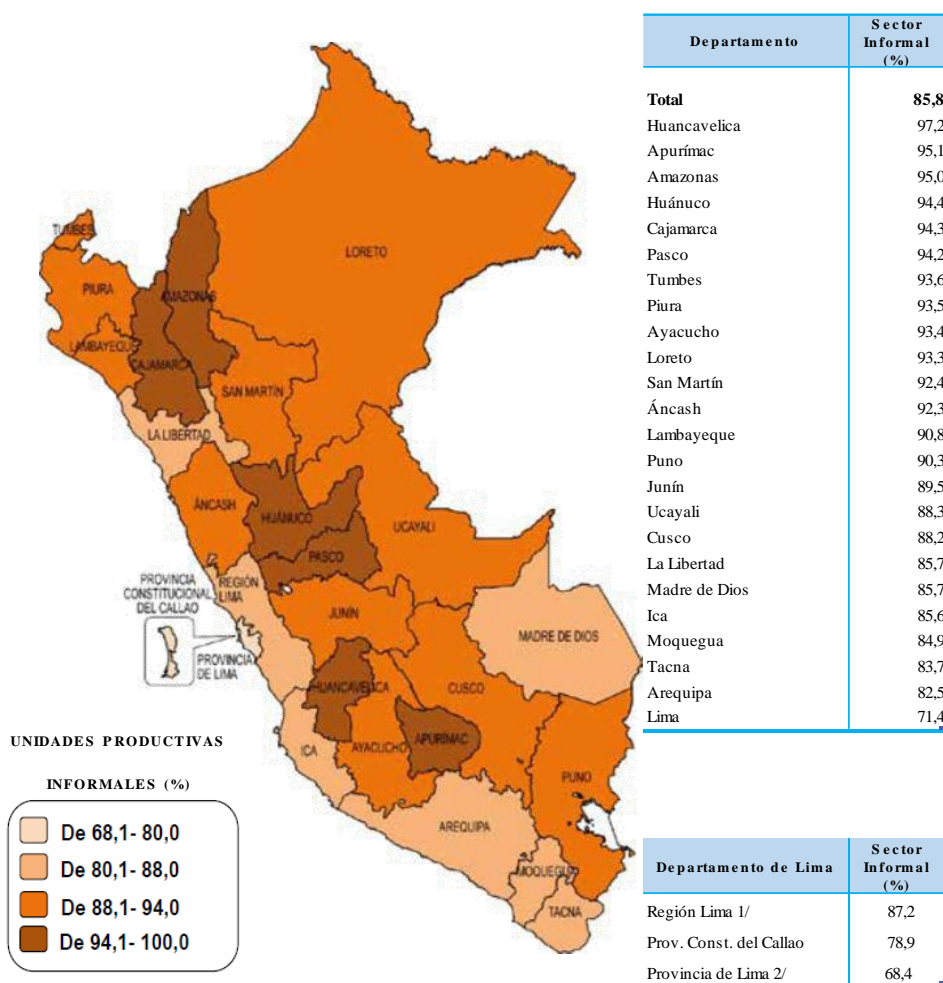 TUMBES
PIURA
LAMBAYEQUE
CAJAMARCA
AMAZONAS
LORETO
SAN MARTÍN
LA LIBERTAD
ÁNCASH
HUÁNUCO
PASCO
UCAYALI
PROVINCIA
CONSTITUCIONAL
DEL CALLAO
REGIÓN
LIMA
PROVINCIA
DE LIMA
JUNÍN
MADRE DE DIOS
HUANCAVELICA
CUSCO
ICA
AYACUCHO
APURÍMAC
PUNO
AREQUIPA
MOQUEGUA
TACNA
UNIDADES PRODUCTIVAS
INFORMALES (%)
De 68,1- 80,0
De 80,1- 88,0
De 88,1- 94,0
De 94,1- 100,0
Departamento Sector Informal (%)
Total 85,8
Huancavelica 97,2
Apurímac 95,1
Amazonas 95,0
Huánuco 94,4
Cajamarca 94,3
Pasco 94,2
Tumbes 93,6
Piura 93,5
Ayacucho 93,4
Loreto 93,3
San Martín 92,4
Áncash 92,3
Lambayeque 90,8
Puno 90,3
Junín 89,5
Ucayali 88,3
Cusco 88,2
La Libertad 85,7
Madre de Dios 85,7
Ica 85,6
Moquegua 84,9
Tacna 83,7
Arequipa 82,5
Lima 71,4
Departamento de Lima Sector Informal (%)
Región Lima 1/ 87,2
Prov. Const. del Callao 78,9
Provincia de Lima 2/ 68,4